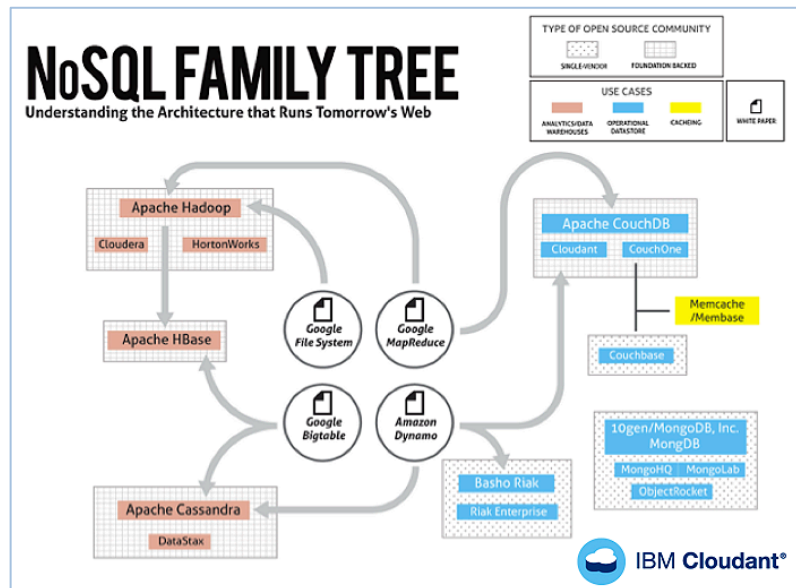 NoSQL FAMILY TREE
Understanding the Architecture that Runs Tomorrow's Web
TYPE OF OPEN SOURCE COMMUNITY
SINGLE-VENDOR
FOUNDATION BACKED
USE CASES
ANALYTICS/DATA
WAREHOUSES
OPERATIONAL
DATASTORE
CACHEING
WHITE PAPER
Apache Hadoop
Cloudera
HortonWorks
Apache CouchDB
Cloudant
CouchOne
Memcache
/Membase
Google
File System
Google
MapReduce
Apache HBase
Couchbase
Google
Bigtable
Amazon
Dynamo
10gen/MongoDB, Inc.
MongDB
MongoHQ
MongoLab
ObjectRocket
Basho Riak
Riak Enterprise
Apache Cassandra
DataStax
IBM Cloudant®